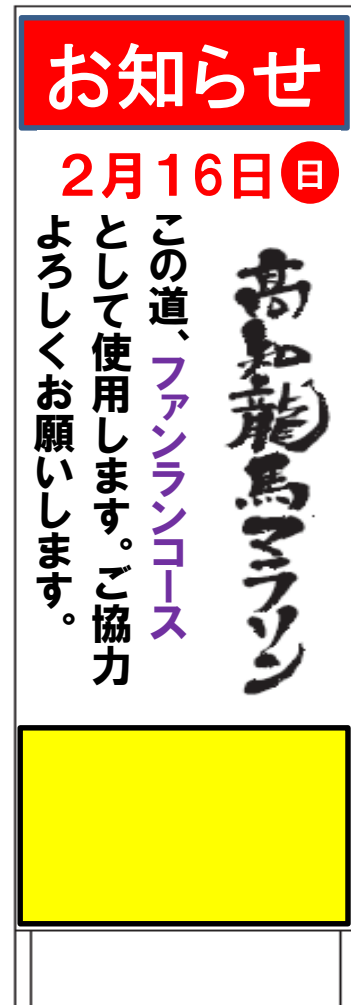 お知らせ
２月１６日㊐
高知龍馬マラソン
この道、ファンランコース
として使用します。ご協力
よろしくお願いします。